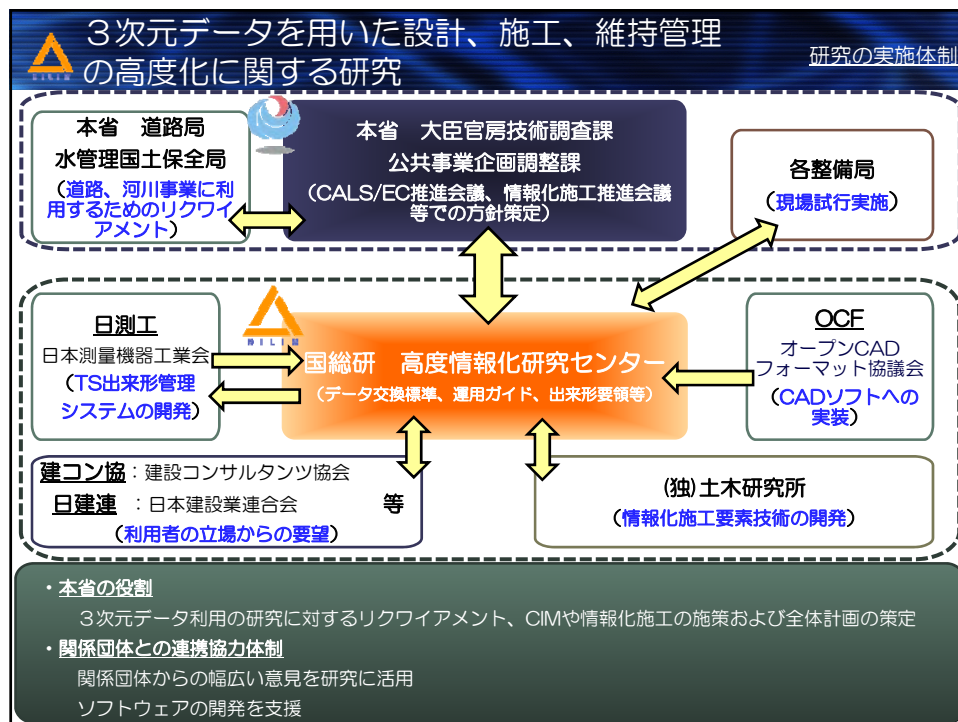 3次元データを用いた設計、施工、維持管理
の高度化に関する研究
研究の実施体制
NILIM
本省 道路局
水管理国土保全局
(道路、河川事業に利
用するためのリクワイ
アメント)
本省 大臣官房技術調査課
公共事業企画調整課
(CALS/EC推進会議、情報化施工推進会議
等での方針策定)
各整備局
(現場試行実施)
日測工
日本測量機器工業会
(TS出来形管理
システムの開発)
NILIM
国総研 高度情報化研究センター
(データ交換標準、運用ガイド、出来形要領等)
OCF
オープンCAD
フォーマット協議会
(CADソフトへの
実装)
建コン協:建設コンサルタンツ協会
日建連 :日本建設業連合会 等
(利用者の立場からの要望)
(独)土木研究所
(情報化施工要素技術の開発)
・本省の役割
3次元データ利用の研究に対するリクワイアメント、CIMや情報化施工の施策および全体計画の策定
・関係団体との連携協力体制
関係団体からの幅広い意見を研究に活用
ソフトウェアの開発を支援